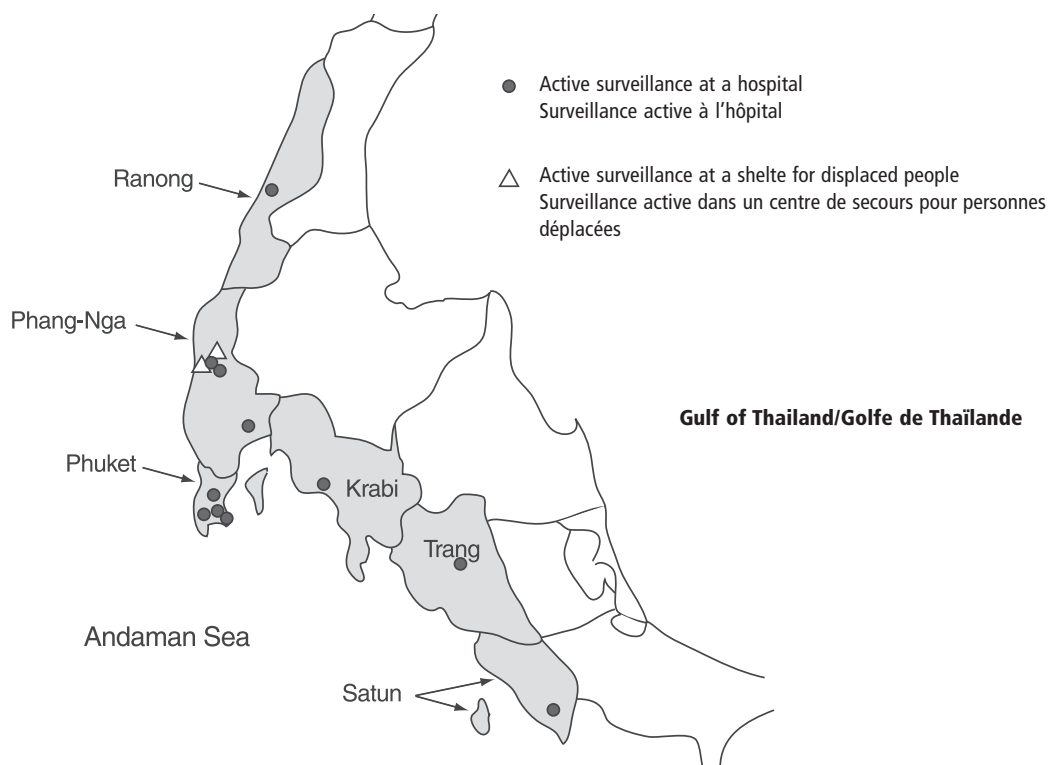 Active surveillance at a hospital
Surveillance active à l'hôpital
Ranong
Active surveillance at a shelte for displaced people
Surveillance active dans un centre de secours pour personnes
déplacées
Phang-Nga
Gulf of Thailand/Golfe de Thaïlande
Phuket
Krabi
Trang
Andaman Sea
Satun